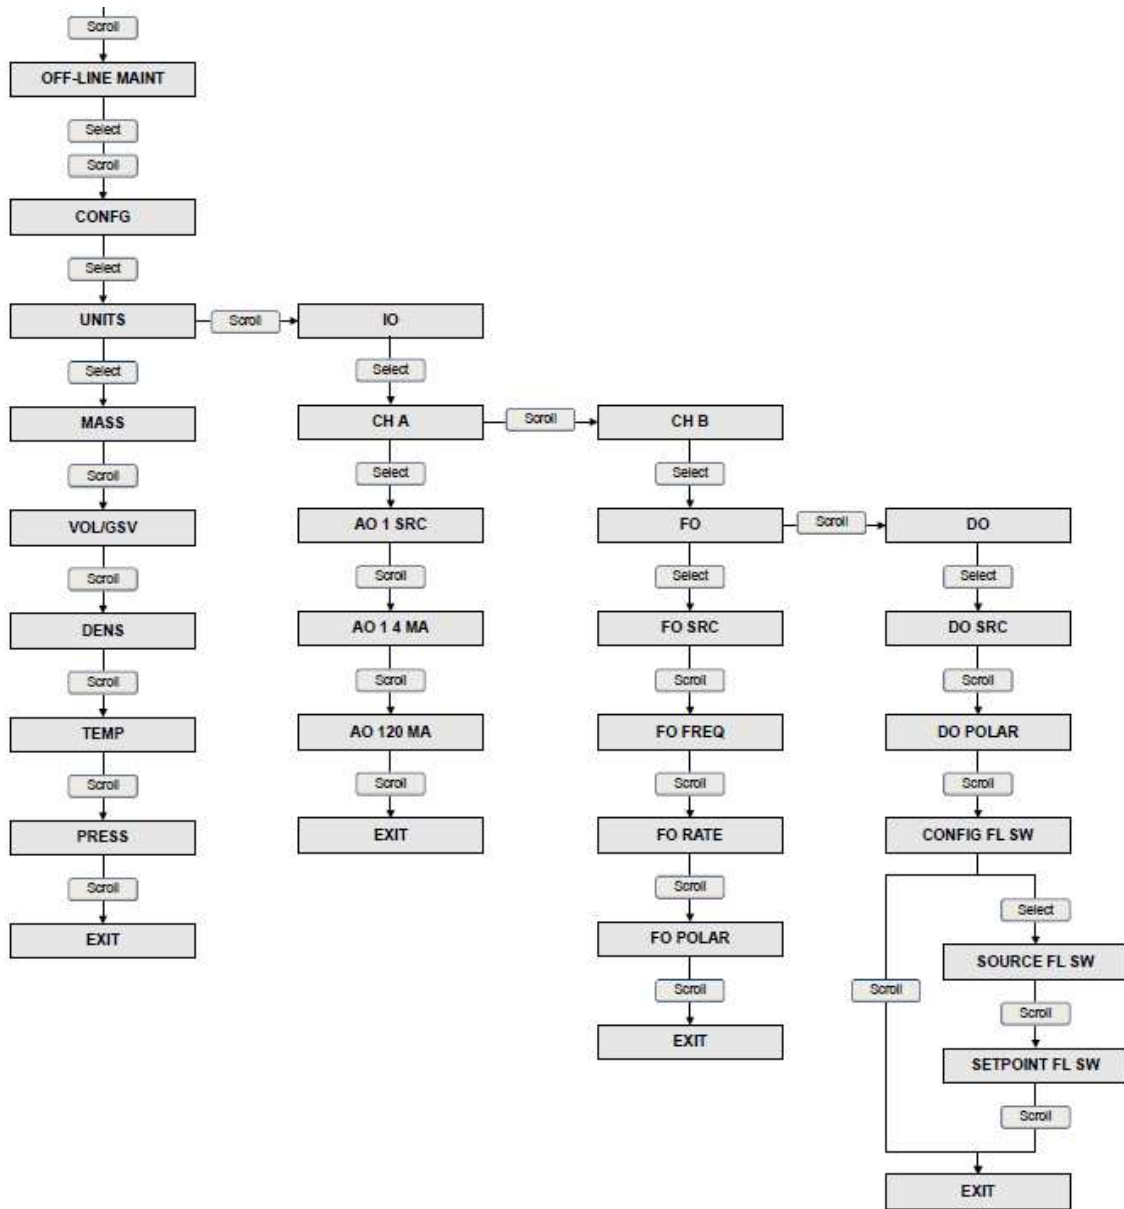 Scroll
OFF-LINE MAINT
Select
Scroll
CONFG
Select
UNITS
Scroll
IO
Select
Select
MASS
CH A
Scroll
CH B
Scroll
Select
Select
VOL/GSV
AO 1 SRC
FO
Scroll
DO
Scroll
Scroll
Select
Select
DENS
AO 1 4 MA
FO SRC
DO SRC
Scroll
Scroll
Scroll
Scroll
TEMP
AO 120 MA
FO FREQ
DO POLAR
Scroll
Scroll
Scroll
Scroll
PRESS
EXIT
FO RATE
CONFIG FL SW
Scroll
Scroll
Select
EXIT
FO POLAR
SOURCE FL SW
Scroll
Scroll
Scroll
EXIT
SETPOINT FL SW
Scroll
EXIT